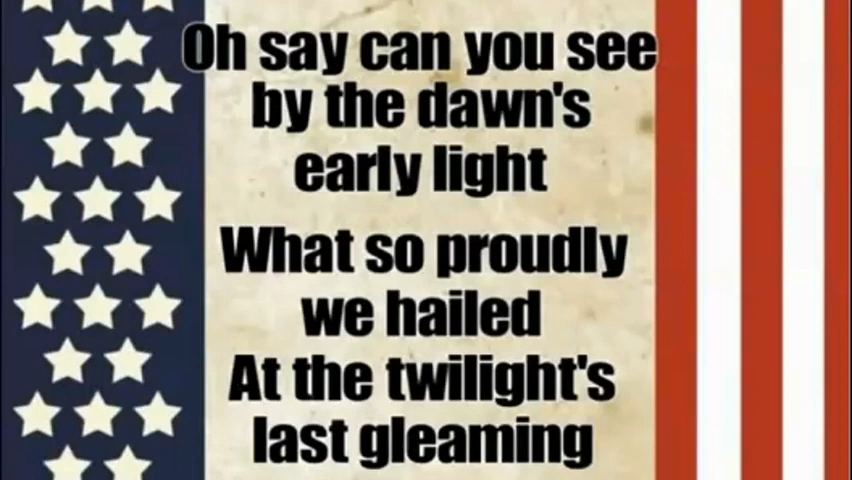 Oh say can you see
by the dawn's
early light
What so proudly
we hailed
At the twilight's
last gleaming